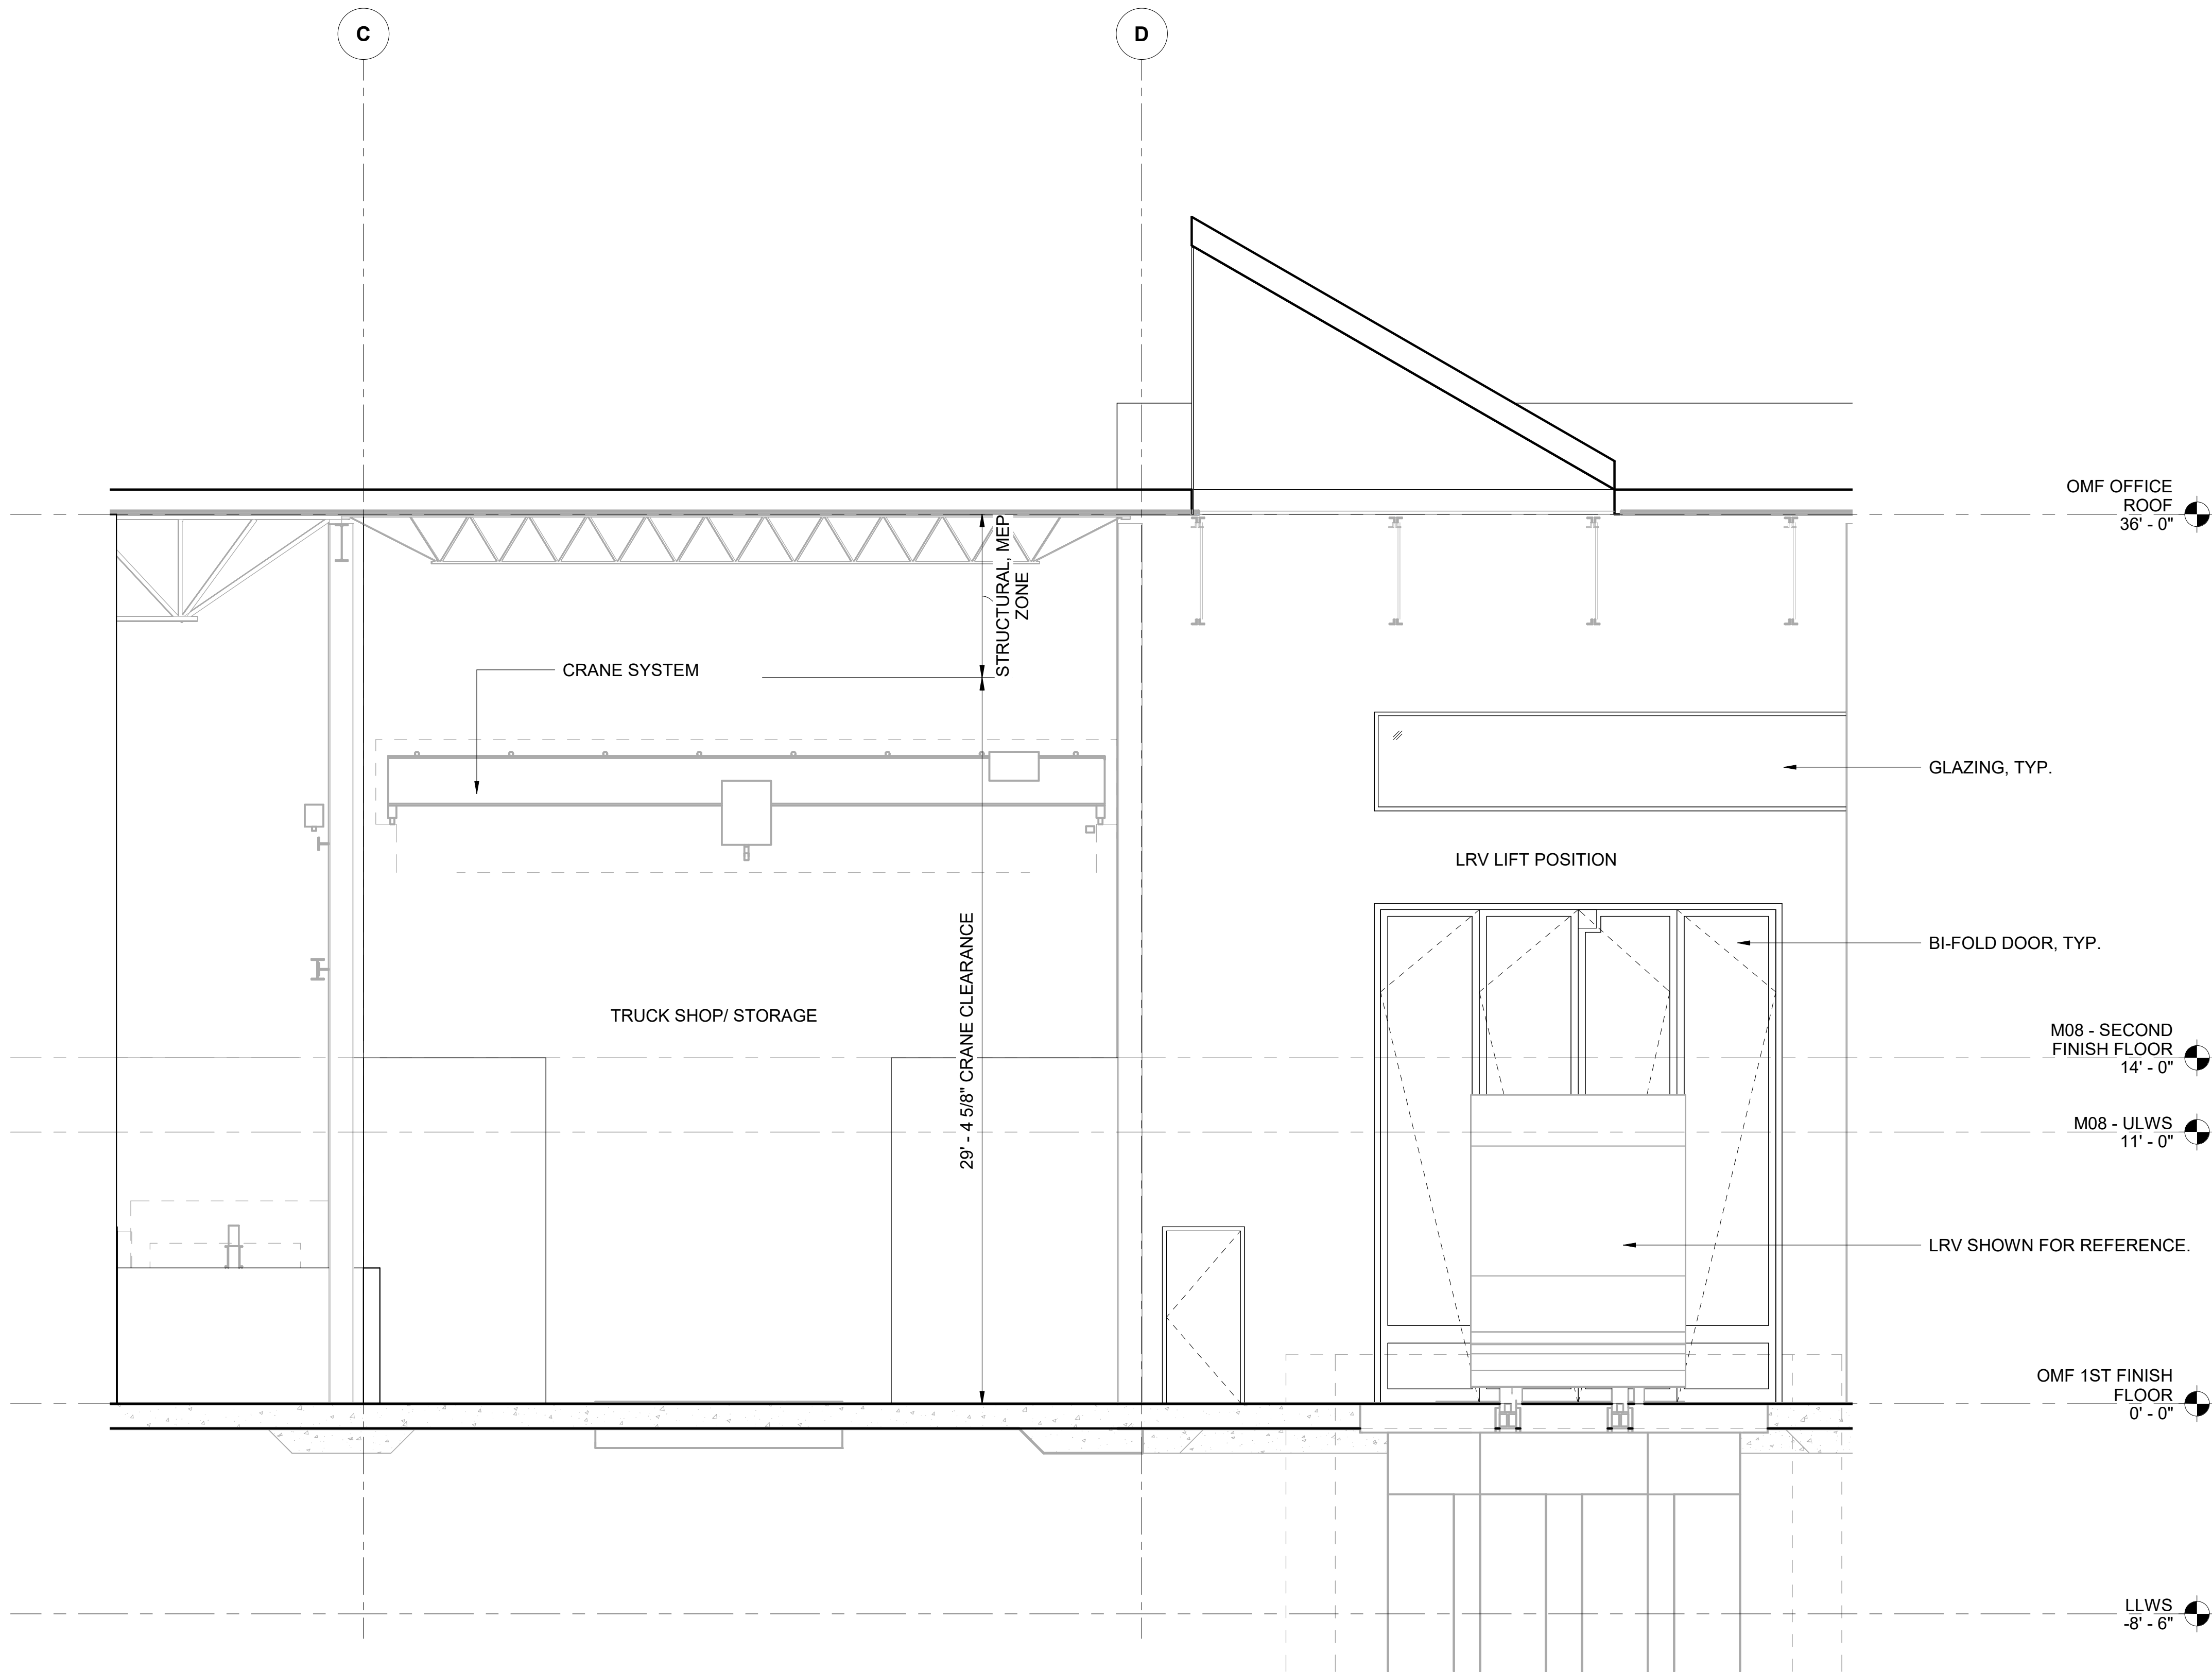 C
D
OMF OFFICE
ROOF
36' - 0"
STRUCTURAL, MEP
ZONE
CRANE SYSTEM
GLAZING, TYP.
LRV LIFT POSITION
29' - 4 5/8" CRANE CLEARANCE
BI-FOLD DOOR, TYP.
TRUCK SHOP/ STORAGE
M08 - SECOND
FINISH FLOOR
14' - 0"
M08 - ULWS
11' - 0"
LRV SHOWN FOR REFERENCE.
OMF 1ST FINISH
FLOOR
0' - 0"
LLWS
-8' - 6"